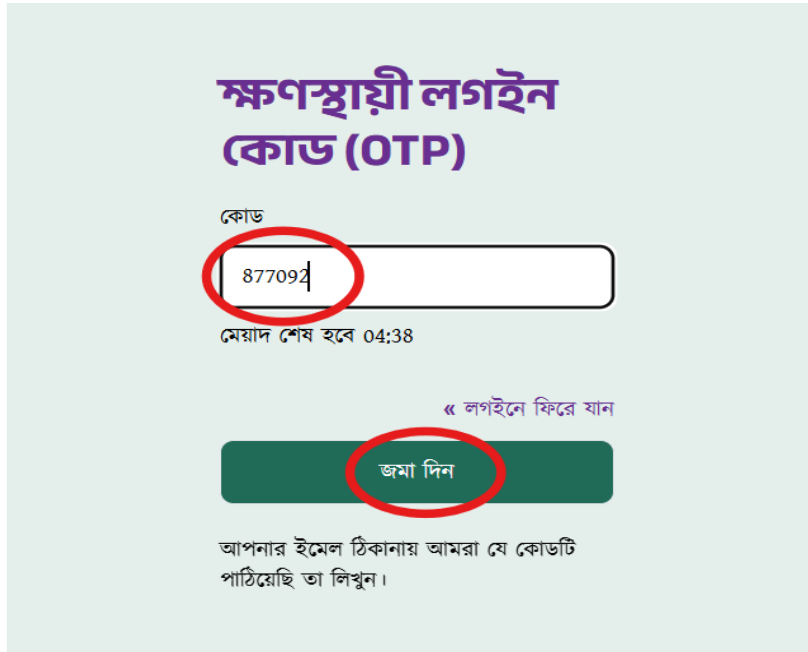 ক্ষণস্থায়ী লগইন
কোড (OTP)
কোড
877092
মেয়াদ শেষ হবে 04:38
« লগইনে ফিরে যান
জমা দিন
আপনার ইমেল ঠিকানায় আমরা যে কোডটি
পাঠিয়েছি তা লিখুন।